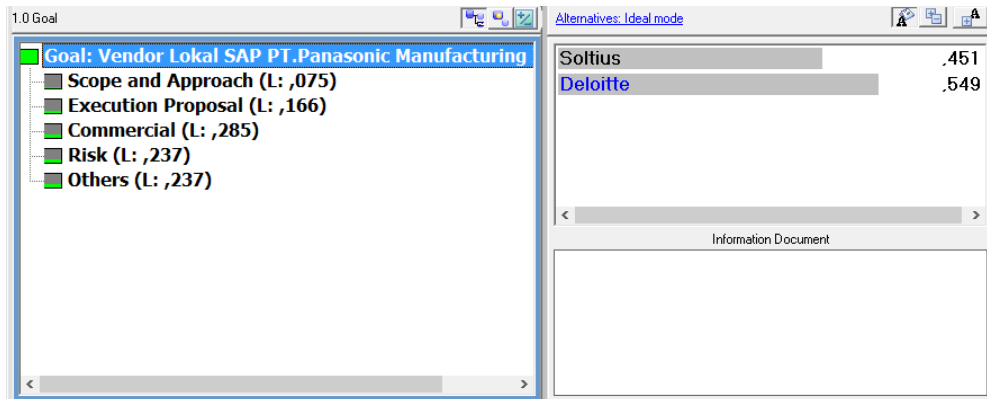 1.0 Goal
Goal: Vendor Lokal SAP PT.Panasonic Manufacturing
Scope and Approach (L: ,075)
Execution Proposal (L: ,166)
Commercial (L: ,285)
Risk (L: ,237)
Others (L: ,237)
Alternatives: Ideal mode
Soltius ,451
Deloitte ,549
Information Document